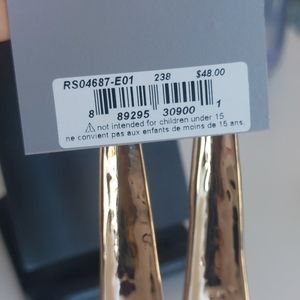 RS04687-E01 238 $48.00
8 89295 30900 1
⚠ not intended for children under 15
ne convient pas aux enfants de moins de 15 ans.